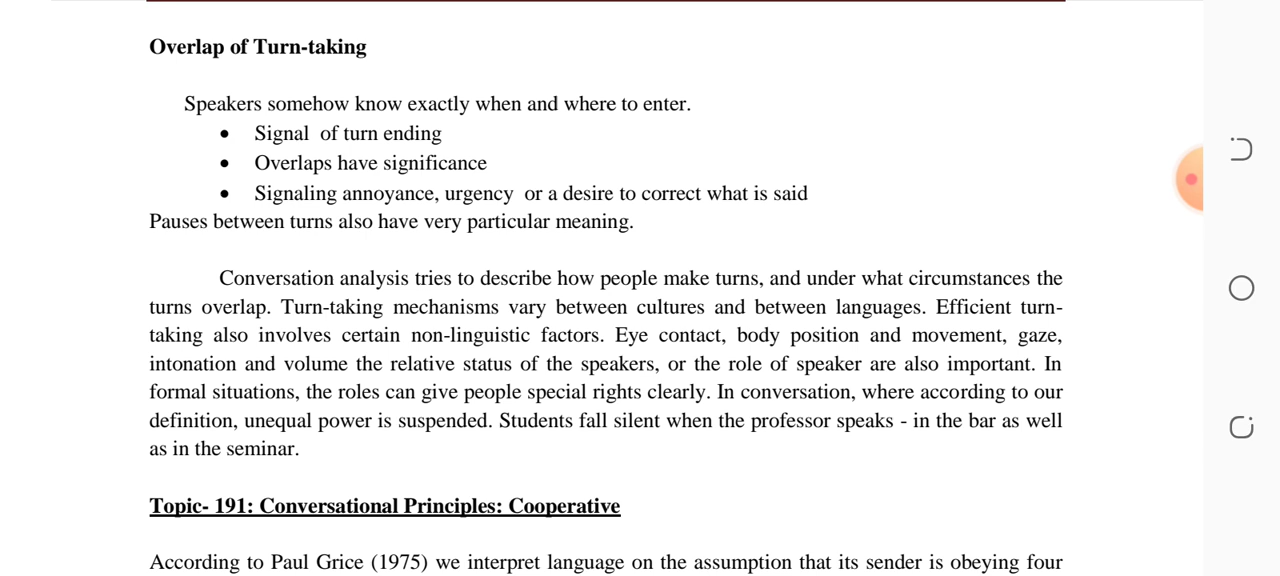 Overlap of Turn-taking
Speakers somehow know exactly when and where to enter.
• Signal of turn ending
• Overlaps have significance
• Signaling annoyance, urgency or a desire to correct what is said
Pauses between turns also have very particular meaning.
Conversation analysis tries to describe how people make turns, and under what circumstances the
turns overlap. Turn-taking mechanisms vary between cultures and between languages. Efficient turn-
taking also involves certain non-linguistic factors. Eye contact, body position and movement, gaze,
intonation and volume the relative status of the speakers, or the role of speaker are also important. In
formal situations, the roles can give people special rights clearly. In conversation, where according to our
definition, unequal power is suspended. Students fall silent when the professor speaks - in the bar as well
as in the seminar.
Topic- 191: Conversational Principles: Cooperative
According to Paul Grice (1975) we interpret language on the assumption that its sender is obeying four